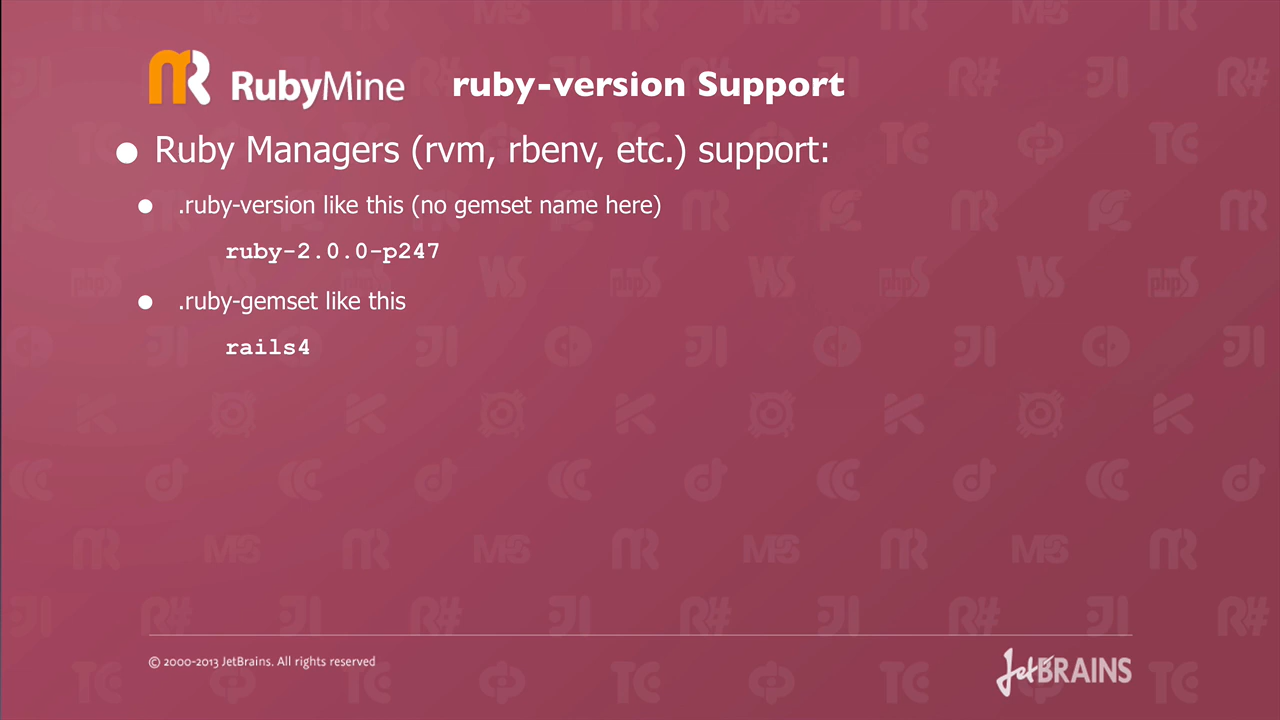 RubyMine ruby-version Support
Ruby Managers (rvm, rbenv, etc.) support:
.ruby-version like this (no gemset name here)
ruby-2.0.0-p247
.ruby-gemset like this
rails4
© 2000-2013 JetBrains. All rights reserved
JetBRAINS